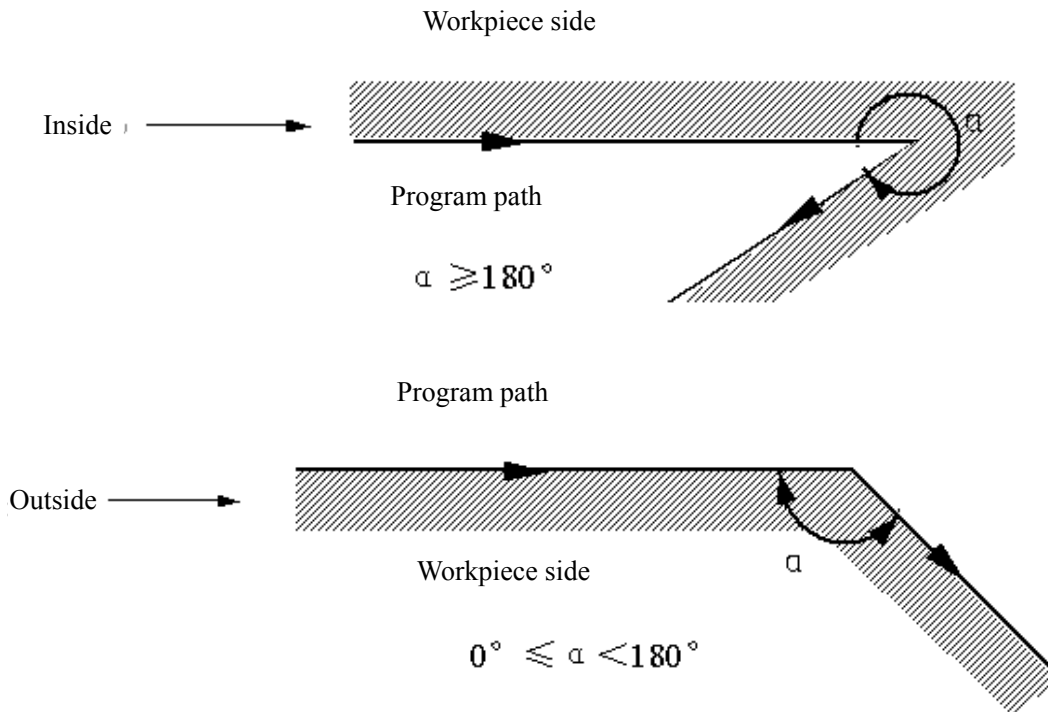 Workpiece side
Inside
α
Program path
α ≥180°
Program path
Outside
α
Workpiece side
0° ≤ α <180°